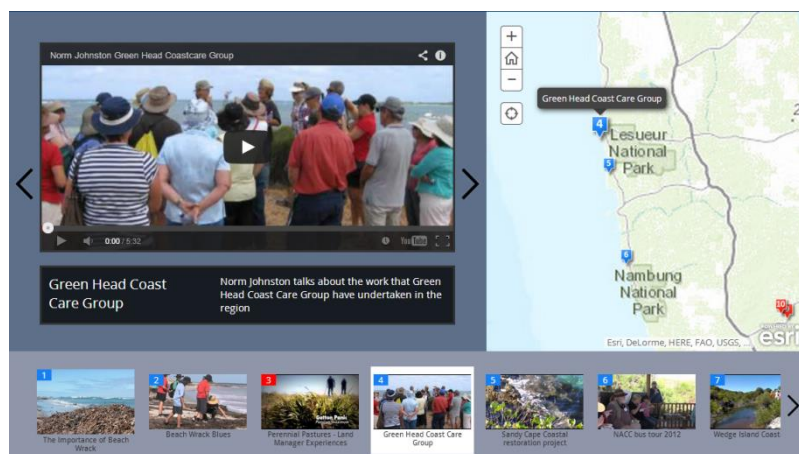 Norm Johnston Green Head Coastcare Group
0:00 / 5:32
YouTube
Green Head Coast
Care Group
Norm Johnston talks about the work that Green
Head Coast Care Group have undertaken in the
region
+
−
Green Head Coast Care Group
2
4
Lesueur
National
Park
5
6
Nambung
National
Park
10
Esri, DeLorme, HERE, FAO, USGS, ...
esri
1
The Importance of Beach
Wrack
2
Beach Wrack Blues
3
Perennial Pastures - Land
Manager Experiences
4
Green Head Coast Care
Group
5
Sandy Cape Coastal
restoration project
6
NACC bus tour 2012
7
Wedge Island Coast